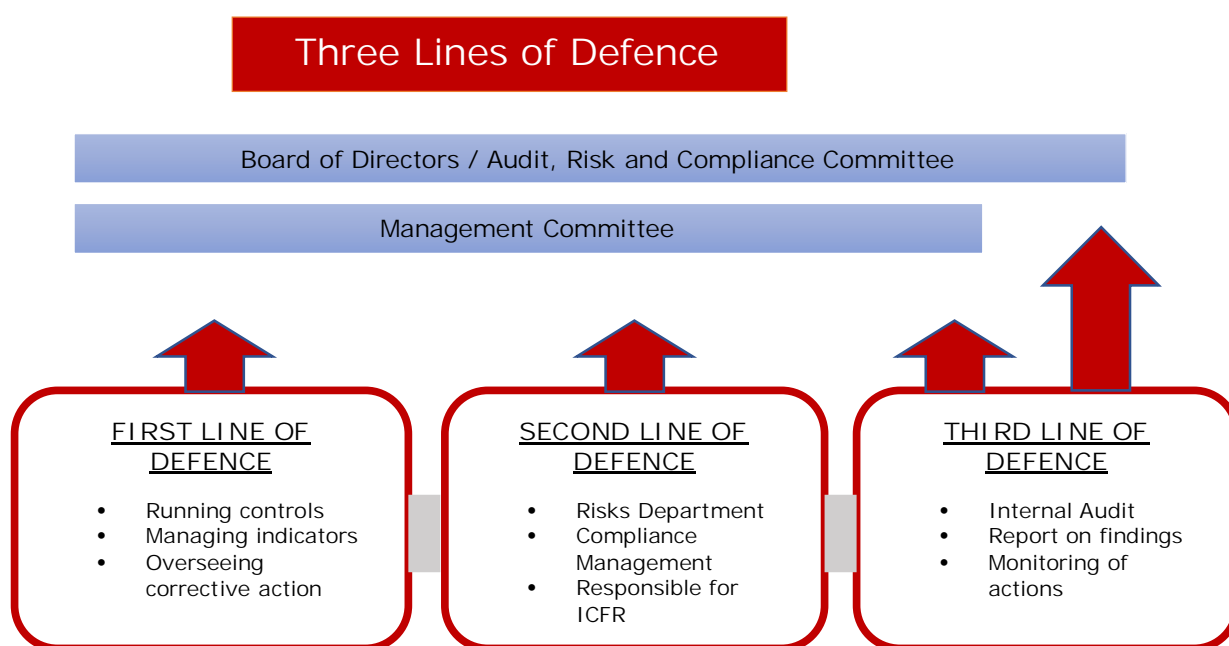 Three Lines of Defence
Board of Directors / Audit, Risk and Compliance Committee
Management Committee
FIRST LINE OF
DEFENCE
• Running controls
• Managing indicators
• Overseeing
corrective action
SECOND LINE OF
DEFENCE
• Risks Department
• Compliance
Management
• Responsible for
ICFR
THIRD LINE OF
DEFENCE
• Internal Audit
• Report on findings
• Monitoring of
actions